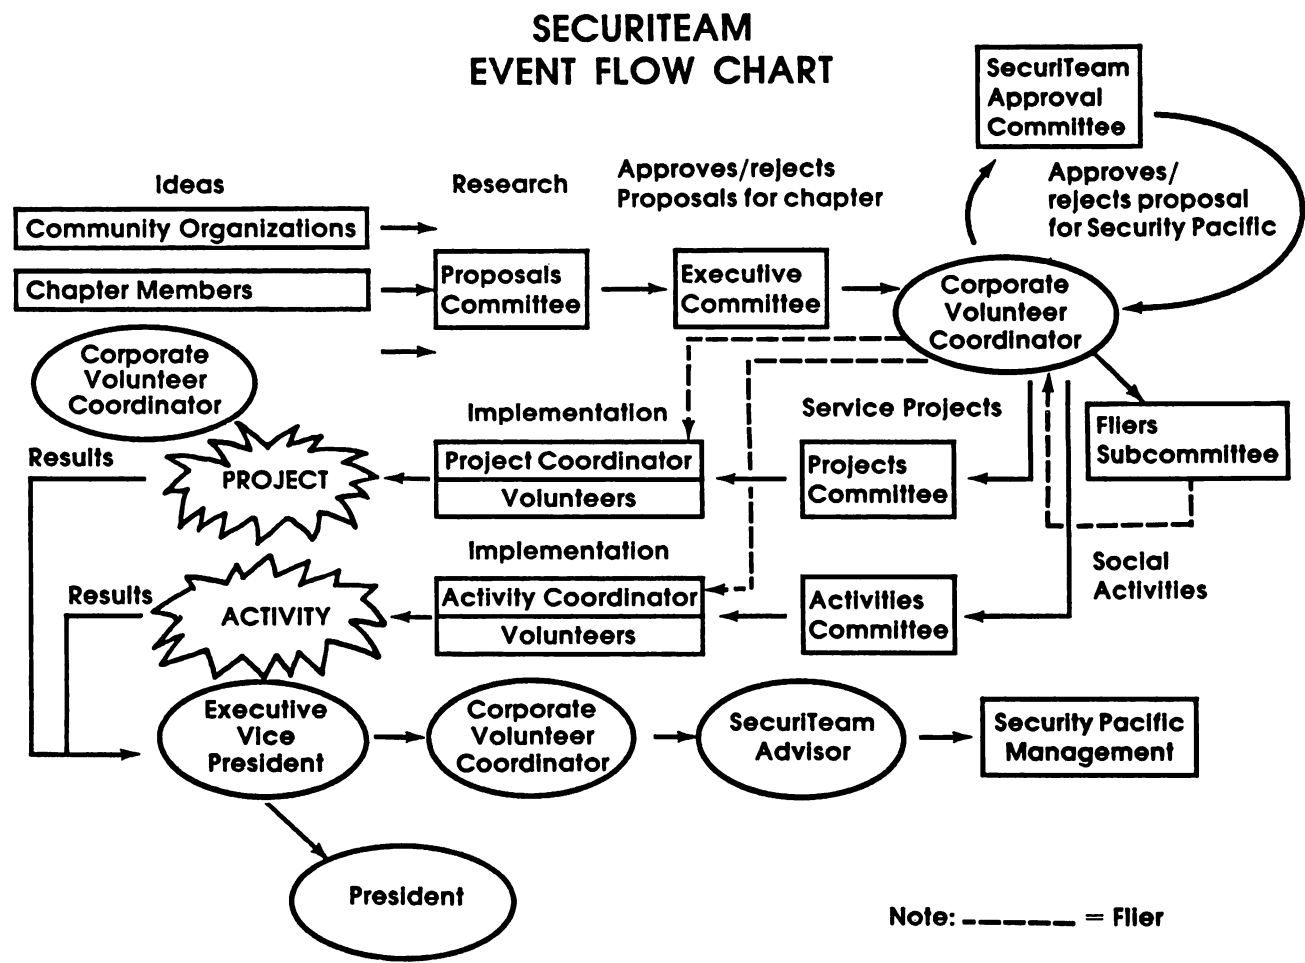 SECURITEAM
EVENT FLOW CHART
SecuriTeam
Approval
Committee
Ideas
Research
Approves/rejects
Proposals for chapter
Approves/
rejects proposal
for Security Pacific
Community Organizations
Chapter Members
Proposals
Committee
Executive
Committee
Corporate
Volunteer
Coordinator
Corporate
Volunteer
Coordinator
Implementation
Service Projects
Fliers
Subcommittee
Results
PROJECT
Project Coordinator
Volunteers
Projects
Committee
Implementation
Social
Activities
Results
ACTIVITY
Activity Coordinator
Volunteers
Activities
Committee
Executive
Vice
President
Corporate
Volunteer
Coordinator
SecuriTeam
Advisor
Security Pacific
Management
President
Note: ------- = Flier